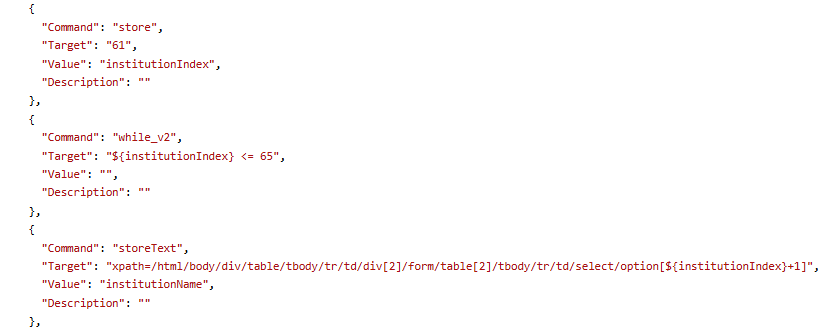 {
"Command": "store",
"Target": "61",
"Value": "institutionIndex",
"Description": ""
},
{
"Command": "while_v2",
"Target": "${institutionIndex} <= 65",
"Value": "",
"Description": ""
},
{
"Command": "storeText",
"Target": "xpath=/html/body/div/table/tbody/tr/td/div[2]/form/table[2]/tbody/tr/td/select/option[${institutionIndex}+1]",
"Value": "institutionName",
"Description": ""
},